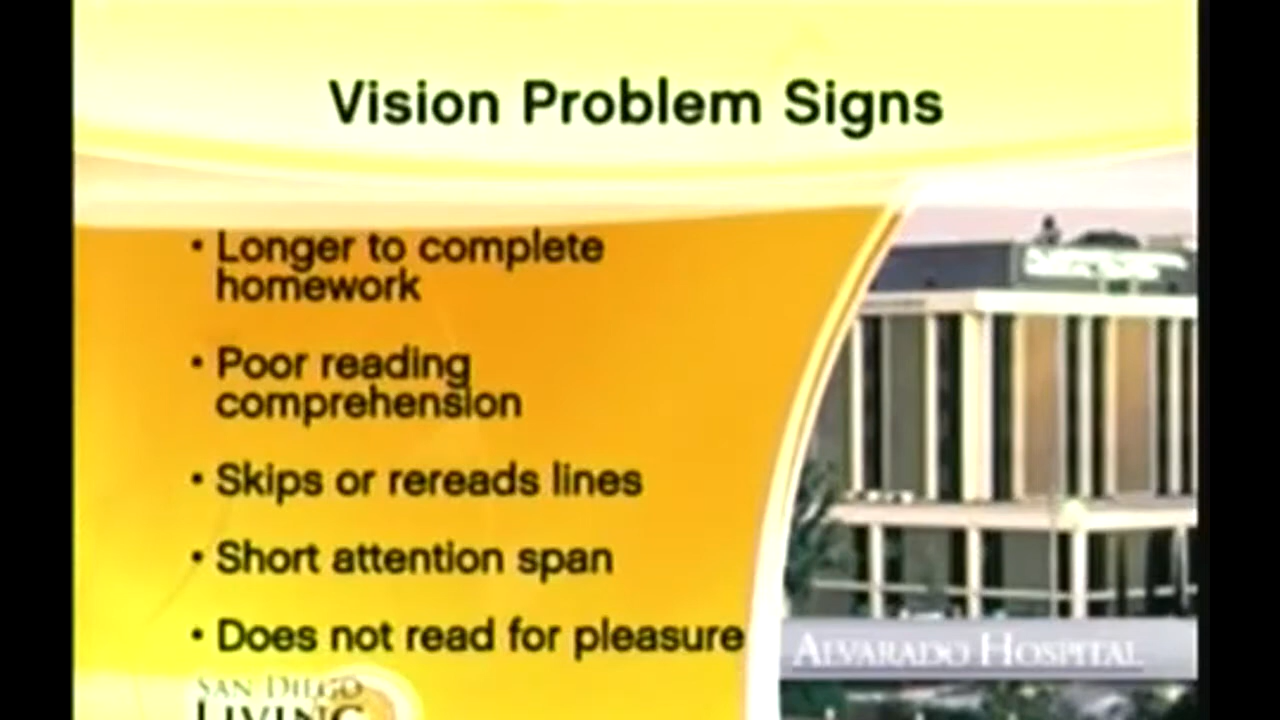 Vision Problem Signs
• Longer to complete
homework
• Poor reading
comprehension
• Skips or rereads lines
• Short attention span
• Does not read for pleasure
ALVARADO HOSPITAL
SAN DIEGO
LIVING